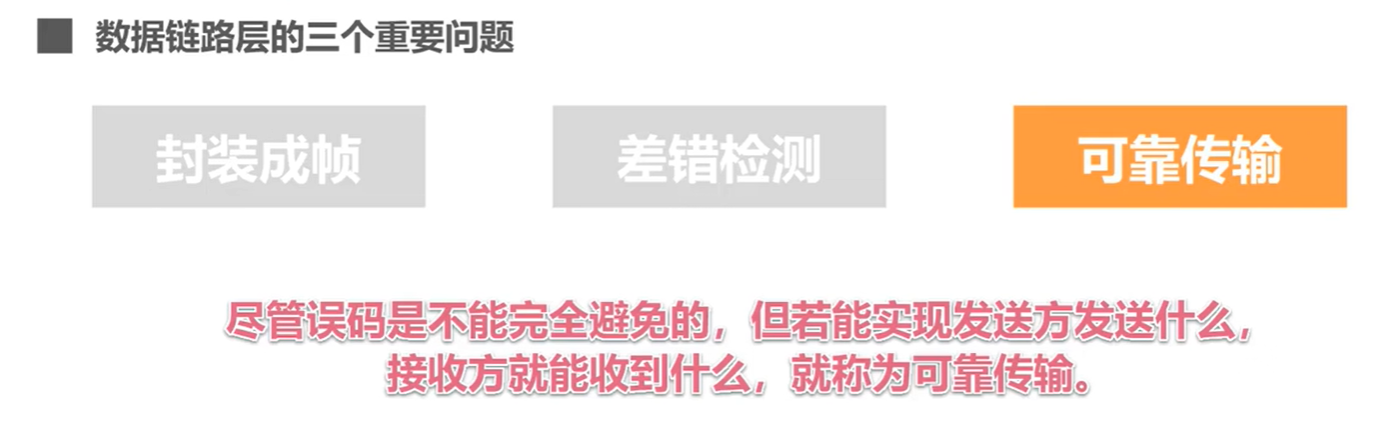 数据链路层的三个重要问题
封装成帧
差错检测
可靠传输
尽管误码是不能完全避免的，但若能实现发送方发送什么，
接收方就能收到什么，就称为可靠传输。